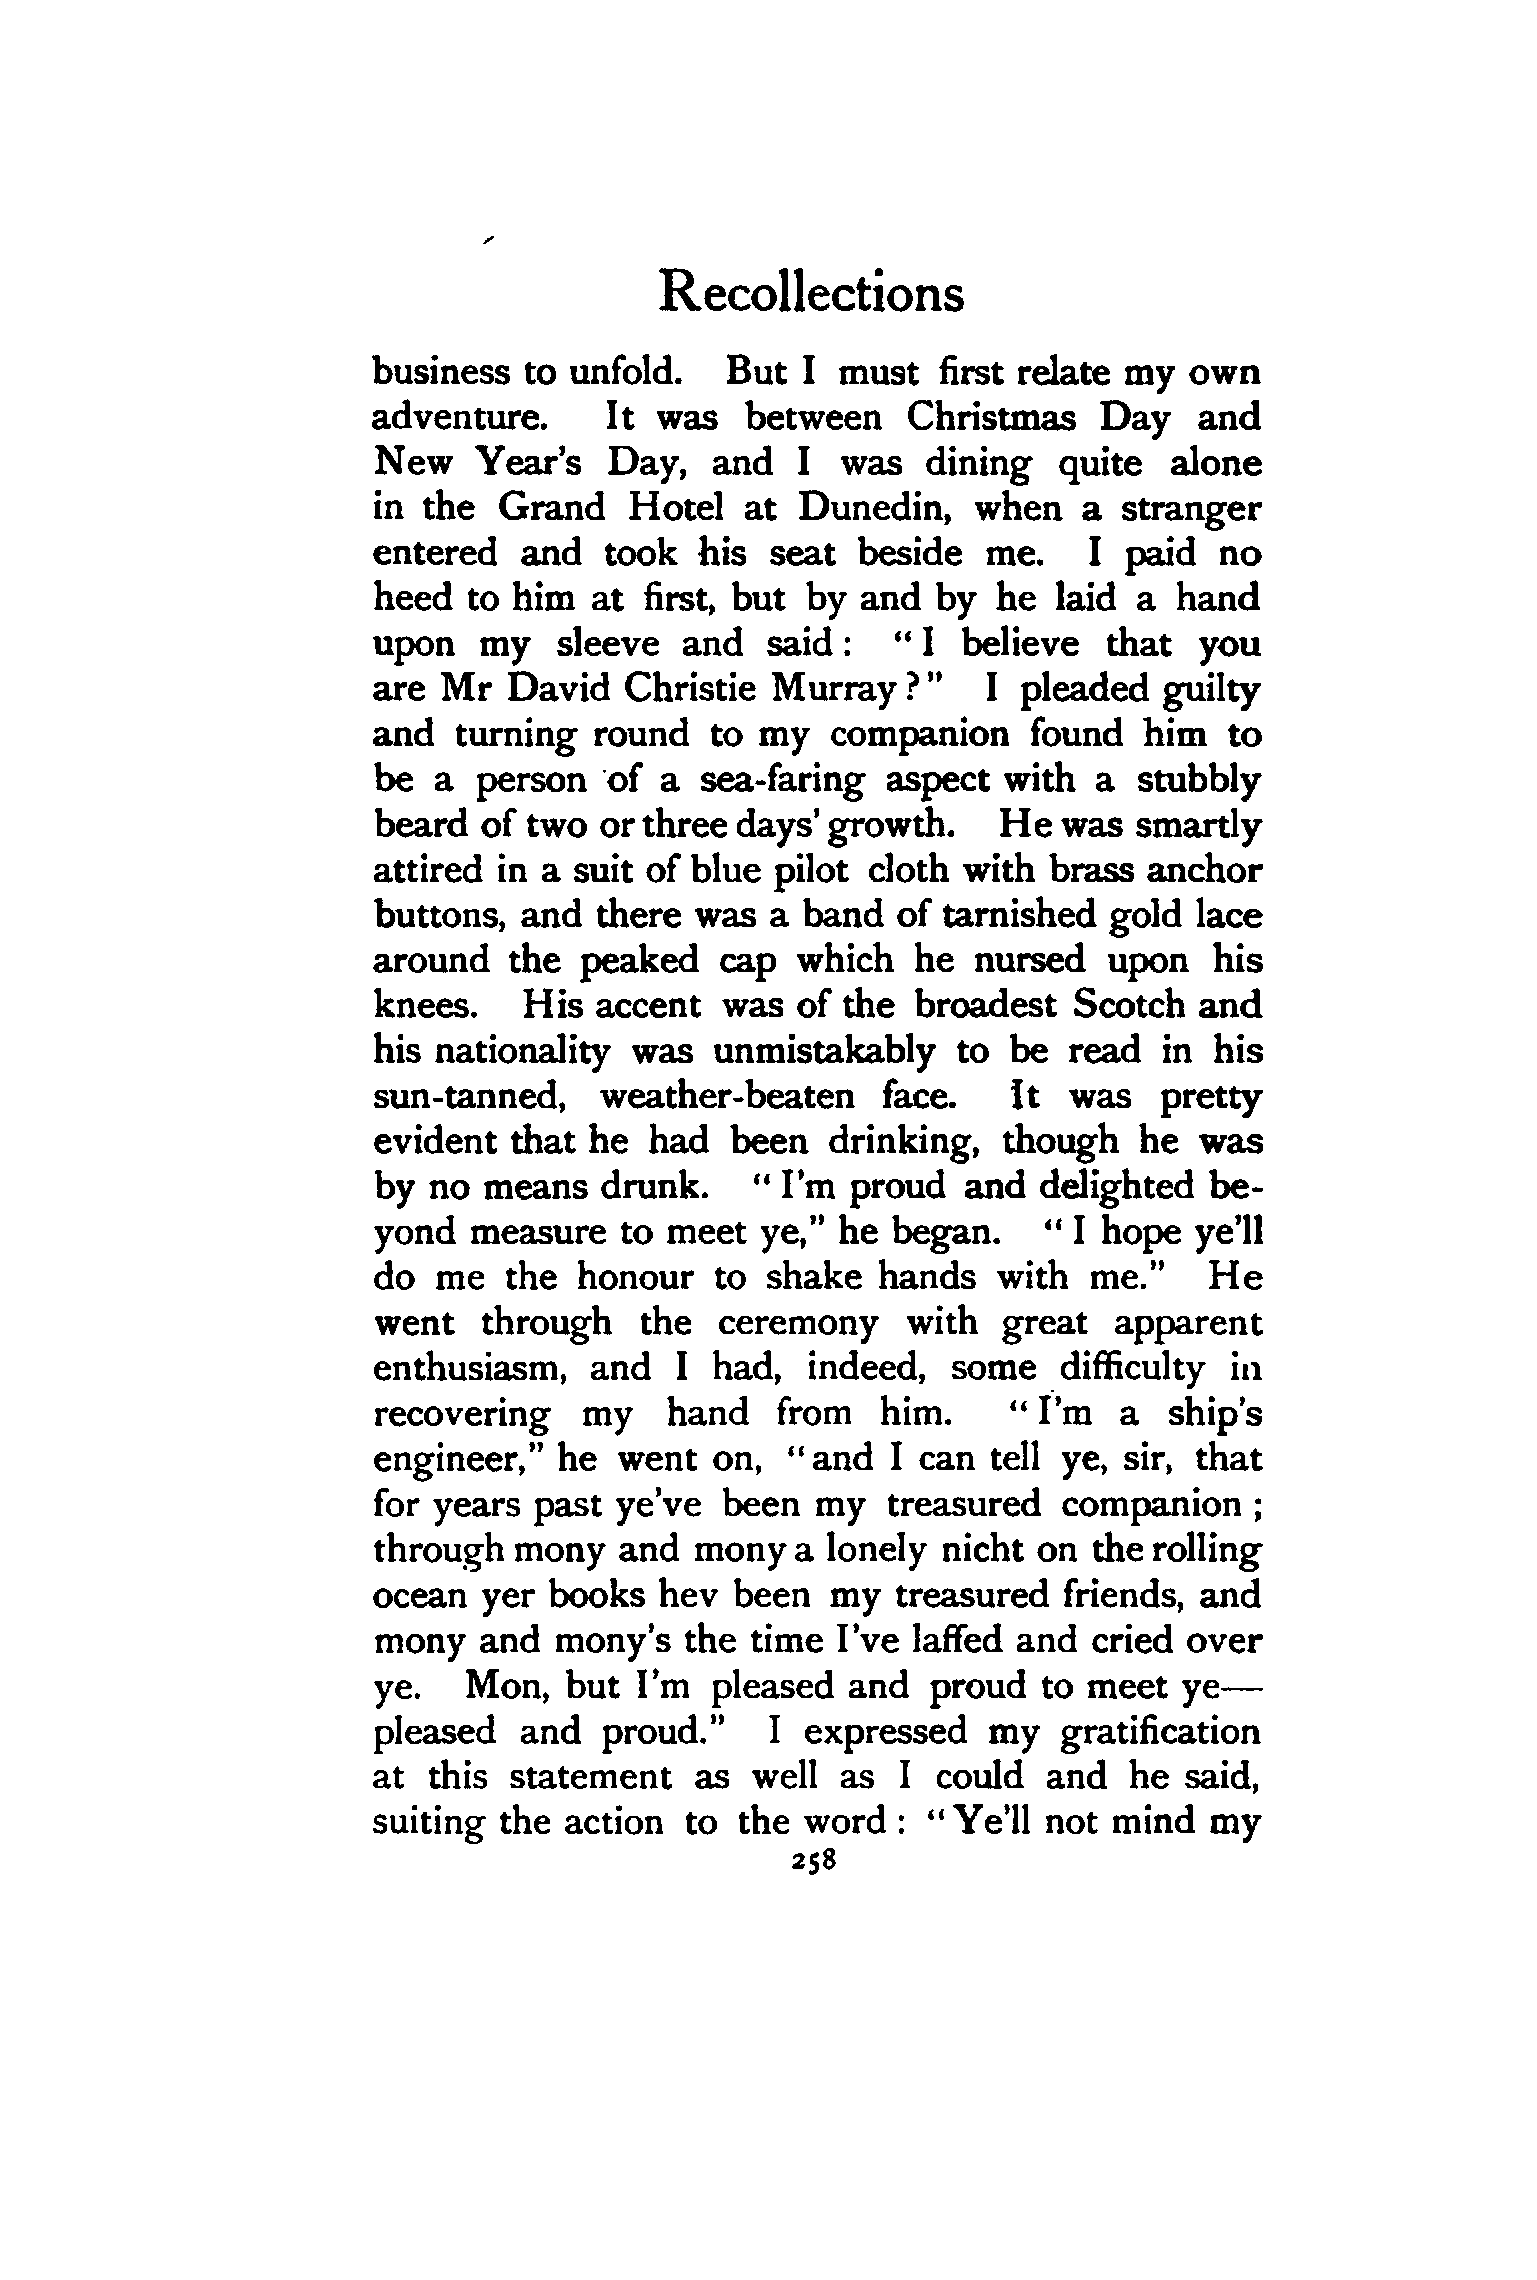 Recollections
business to unfold. But I must first relate my own
adventure. It was between Christmas Day and
New Year's Day, and I was dining quite alone
in the Grand Hotel at Dunedin, when a stranger
entered and took his seat beside me. I paid no
heed to him at first, but by and by he laid a hand
upon my sleeve and said: "I believe that you
are Mr David Christie Murray?" I pleaded guilty
and turning round to my companion found him to
be a person of a sea-faring aspect with a stubbly
beard of two or three days' growth. He was smartly
attired in a suit of blue pilot cloth with brass anchor
buttons, and there was a band of tarnished gold lace
around the peaked cap which he nursed upon his
knees. His accent was of the broadest Scotch and
his nationality was unmistakably to be read in his
sun-tanned, weather-beaten face. It was pretty
evident that he had been drinking, though he was
by no means drunk. "I'm proud and delighted be-
yond measure to meet ye," he began. "I hope ye'll
do me the honour to shake hands with me." He
went through the ceremony with great apparent
enthusiasm, and I had, indeed, some difficulty in
recovering my hand from him. "I'm a ship's
engineer," he went on, "and I can tell ye, sir, that
for years past ye've been my treasured companion;
through mony and mony a lonely nicht on the rolling
ocean yer books hev been my treasured friends, and
mony and mony's the time I've laffed and cried over
ye. Mon, but I'm pleased and proud to meet ye—
pleased and proud." I expressed my gratification
at this statement as well as I could and he said,
suiting the action to the word: "Ye'll not mind my
258